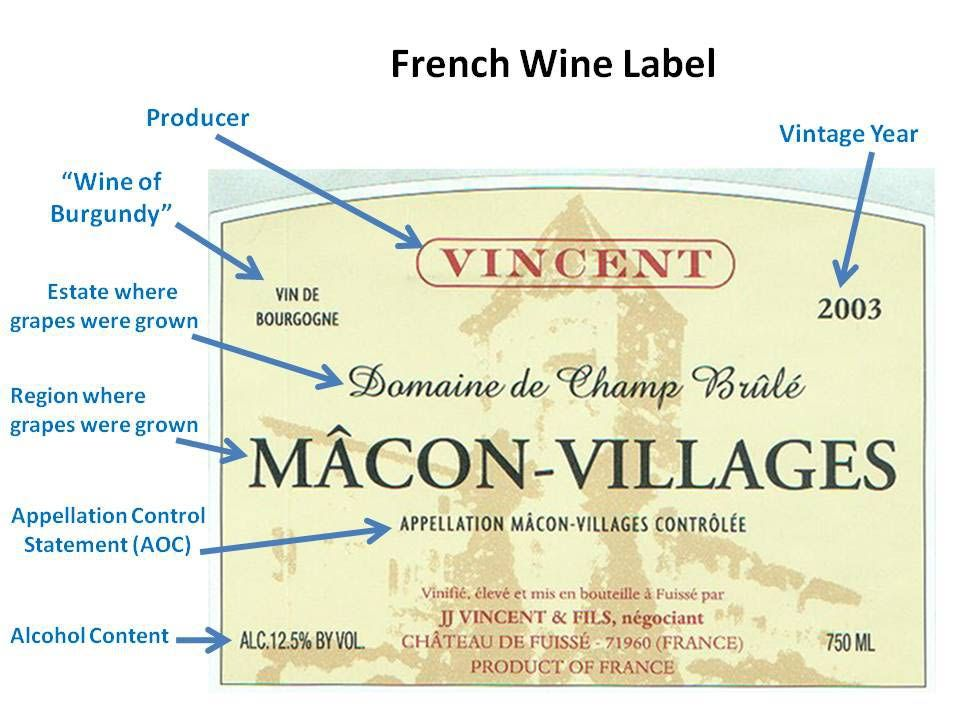 French Wine Label
Producer
Vintage Year
“Wine of
Burgundy”
Estate where
grapes were grown
Region where
grapes were grown
Appellation Control
Statement (AOC)
Alcohol Content
VINCENT
VIN DE
BOURGOGNE
2003
Domaine de Champ Brûlé
MÂCON-VILLAGES
APPELLATION MÂCON-VILLAGES CONTRÔLÉE
Vinifié, élevé et mis en bouteille à Fuissé par
JJ VINCENT & FILS, négociant
CHÂTEAU DE FUISSÉ - 71960 (FRANCE)
PRODUCT OF FRANCE
ALC.12.5% BY VOL.
750 ML